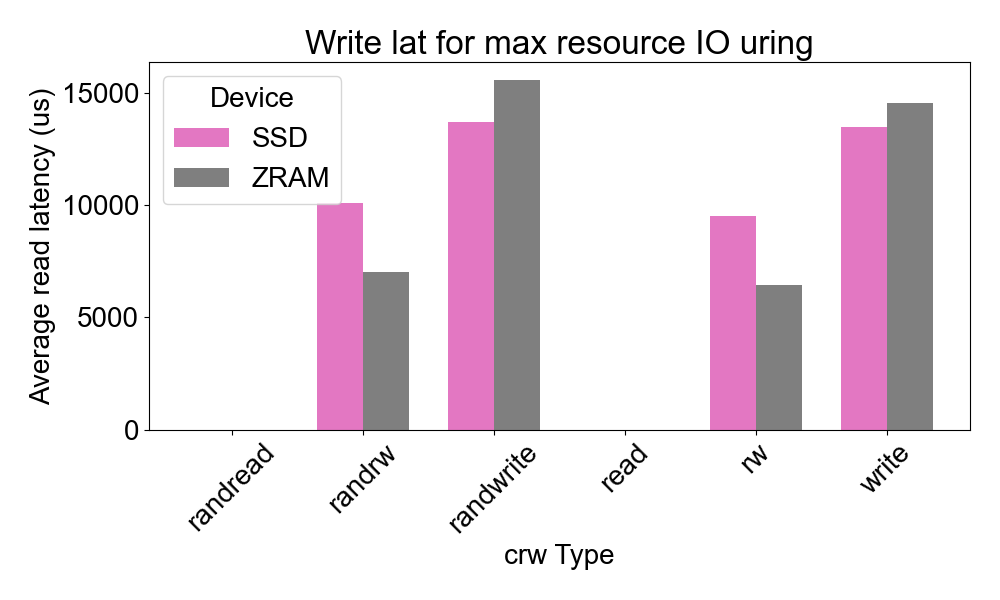 Write lat for max resource IO uring
Device
SSD
ZRAM
Average read latency (us)
15000
10000
5000
0
randread
randrw
randwrite
read
rw
write
crw Type